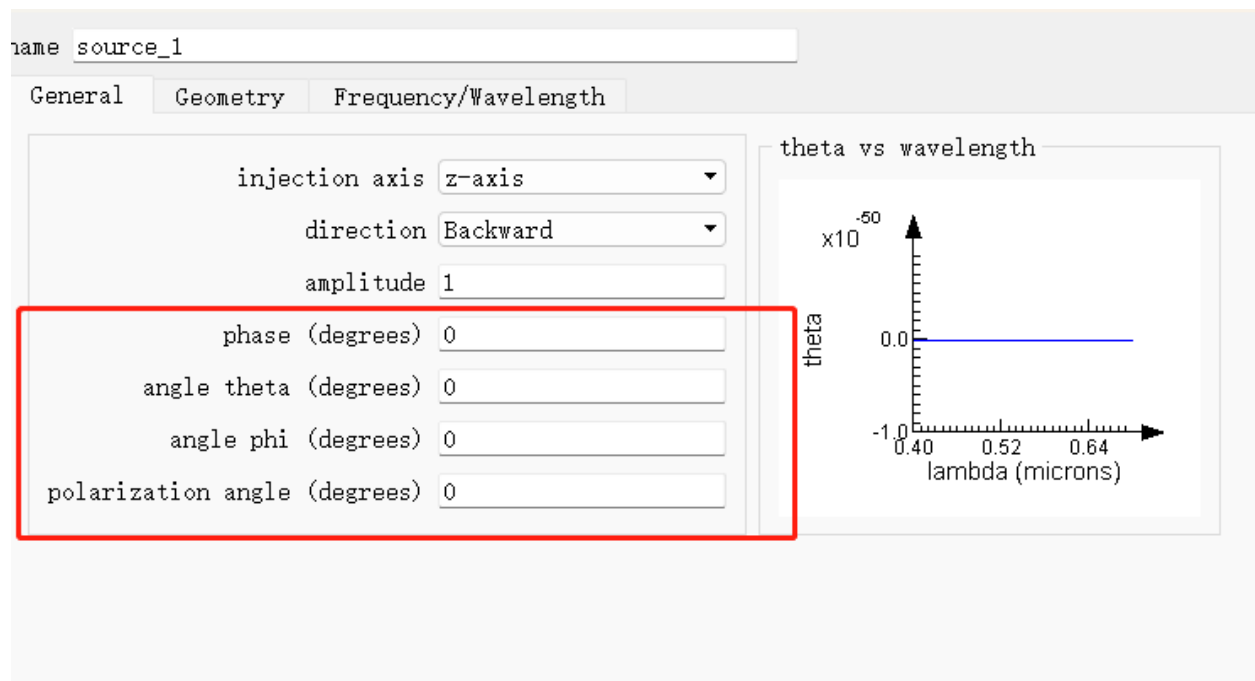 name source_1
General Geometry Frequency/Wavelength
injection axis z-axis
direction Backward
amplitude 1
phase (degrees) 0
angle theta (degrees) 0
angle phi (degrees) 0
polarization angle (degrees) 0
theta vs wavelength
x10-50
theta
0.0
-1.0
0.40 0.52 0.64
lambda (microns)